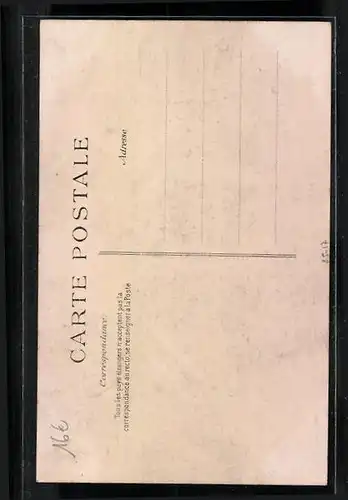 CARTE POSTALE
Correspondance
Tous les pays étrangers n'acceptent pas la
correspondance au recto, se renseigner à la Poste
Adresse
16€